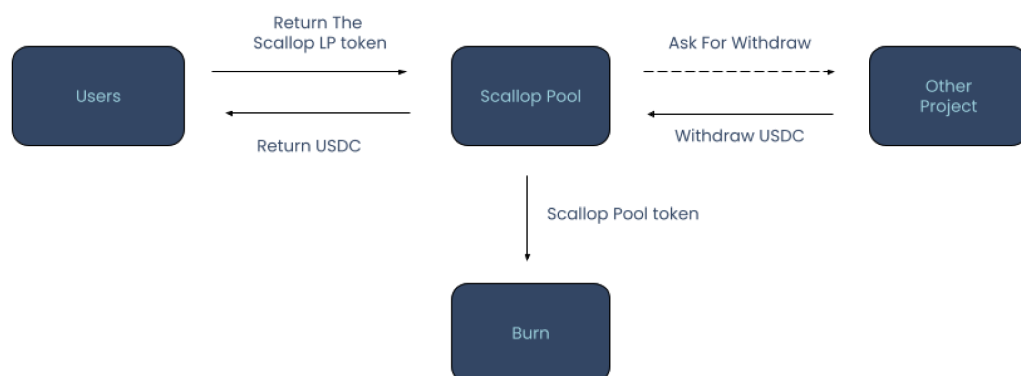 Return The
Scallop LP token
Ask For Withdraw
Users
Scallop Pool
Other
Project
Return USDC
Withdraw USDC
Scallop Pool token
Burn